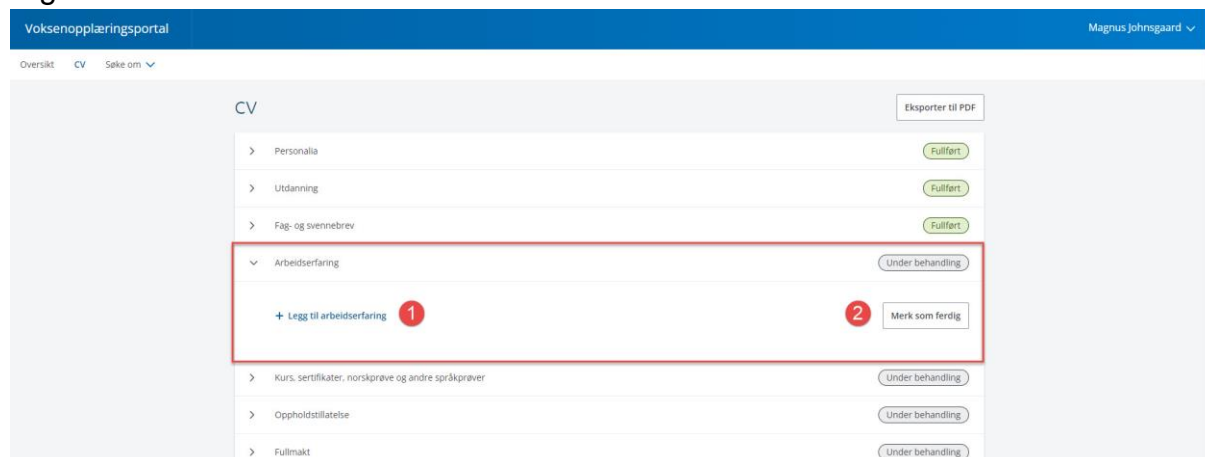 Voksenopplæringsportal
Magnus Johnsgaard
Oversikt CV Søke om
CV
Eksporter til PDF
Personalia
Fullført
Utdanning
Fullført
Fag- og svennebrev
Fullført
Arbeidserfaring
Under behandling
+ Legg til arbeidserfaring 1
2 Merk som ferdig
Kurs, sertifikater, norskprøve og andre språkprøver
Under behandling
Oppholdstillatelse
Under behandling
Fullmakt
Under behandling